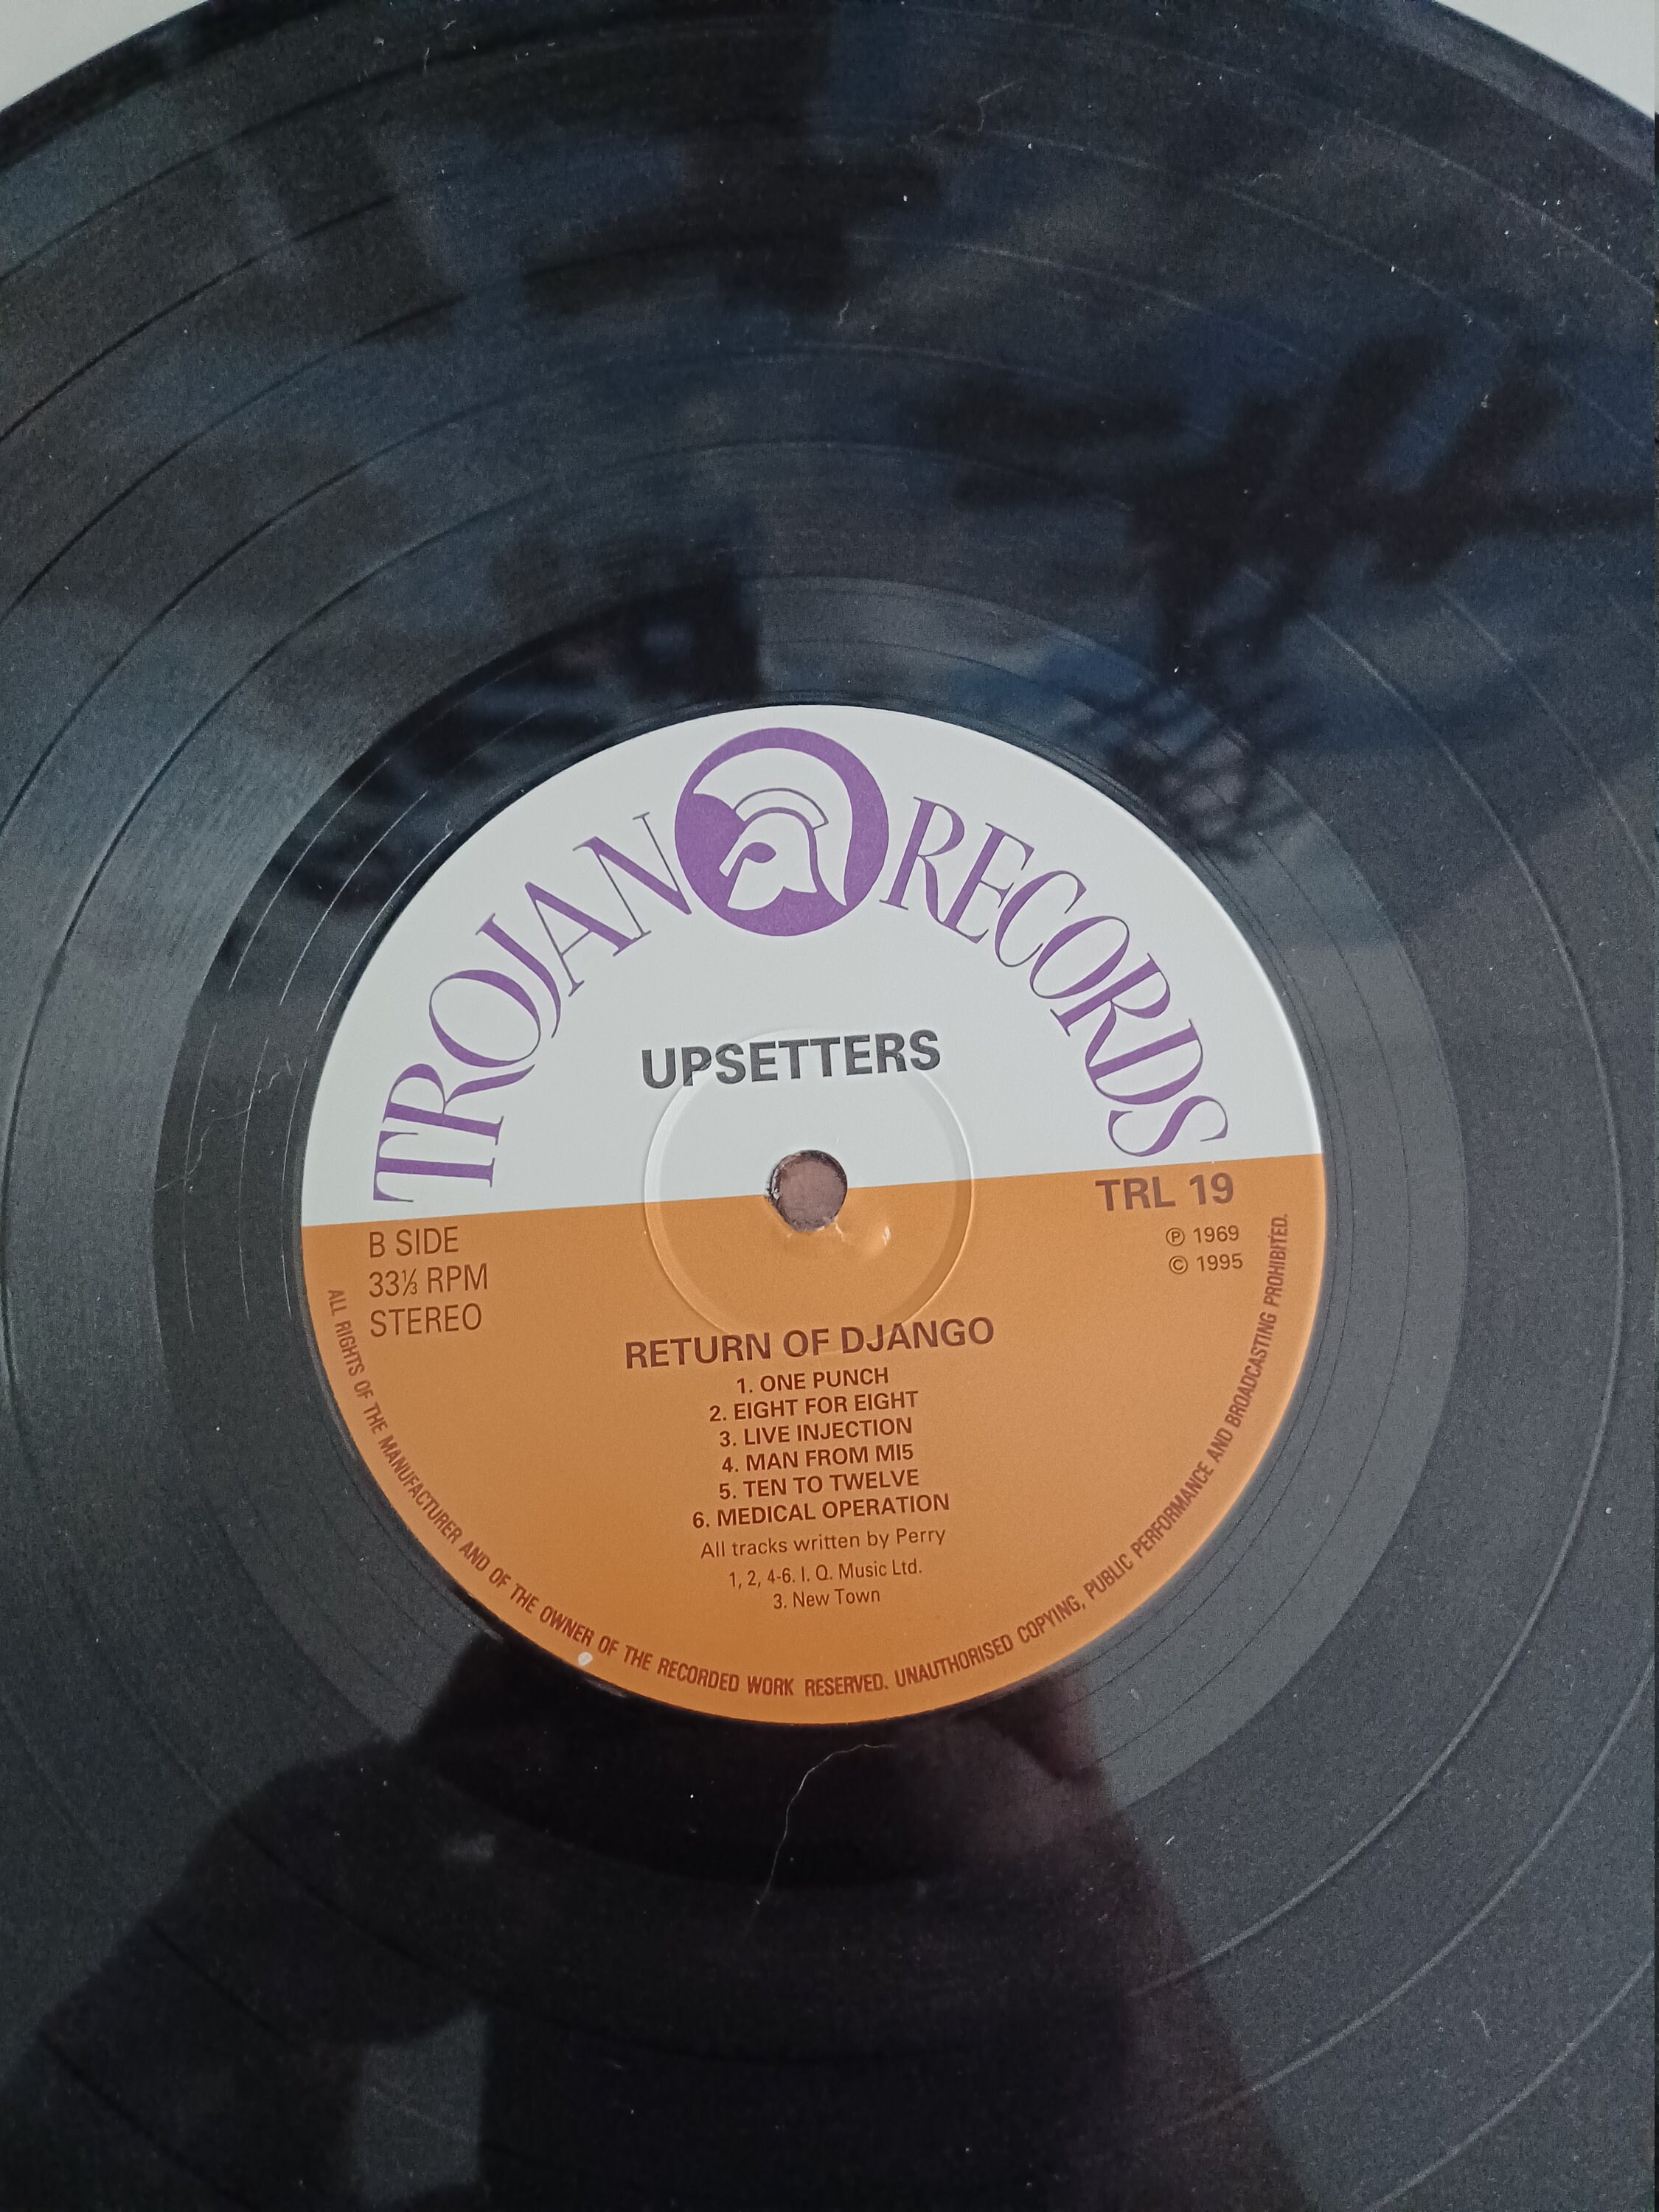 TROJAN RECORDS
UPSETTERS
TRL 19
B SIDE
℗ 1969
33⅓ RPM
© 1995
STEREO
RETURN OF DJANGO
1. ONE PUNCH
2. EIGHT FOR EIGHT
3. LIVE INJECTION
4. MAN FROM MI5
5. TEN TO TWELVE
6. MEDICAL OPERATION
All tracks written by Perry
1, 2, 4-6. I. Q. Music Ltd.
3. New Town
ALL RIGHTS OF THE MANUFACTURER AND OF THE OWNER OF THE RECORDED WORK RESERVED. UNAUTHORISED COPYING, PUBLIC PERFORMANCE AND BROADCASTING PROHIBITED.